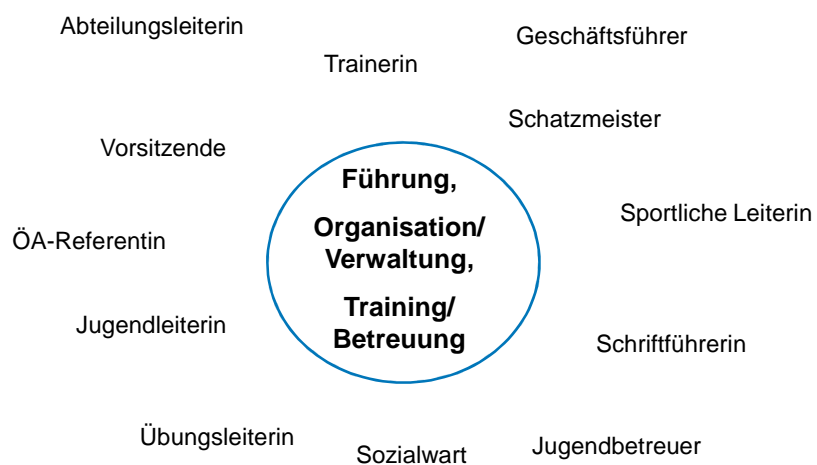 Abteilungsleiterin
Geschäftsführer
Trainerin
Schatzmeister
Vorsitzende
Führung,
Organisation/
Verwaltung,
Training/
Betreuung
Sportliche Leiterin
ÖA-Referentin
Jugendleiterin
Schriftführerin
Übungsleiterin
Sozialwart
Jugendbetreuer